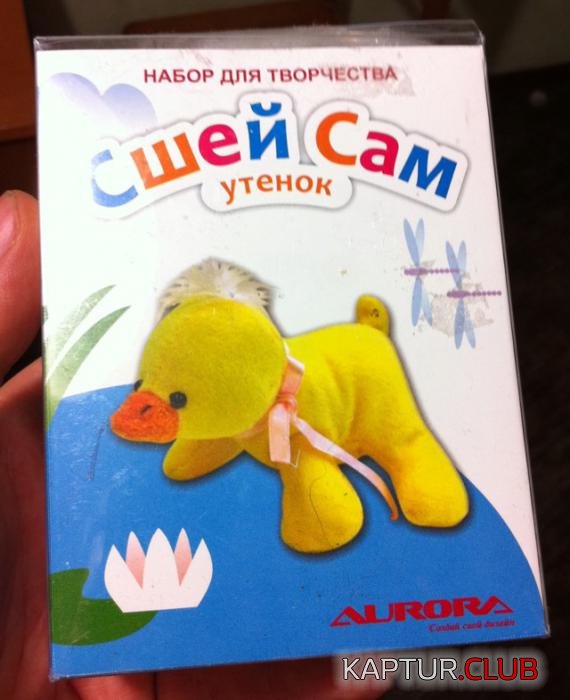 НАБОР ДЛЯ ТВОРЧЕСТВА
Сшей Сам
утенок
AURORA
Создай свой дизайн
KAPTUR.CLUB